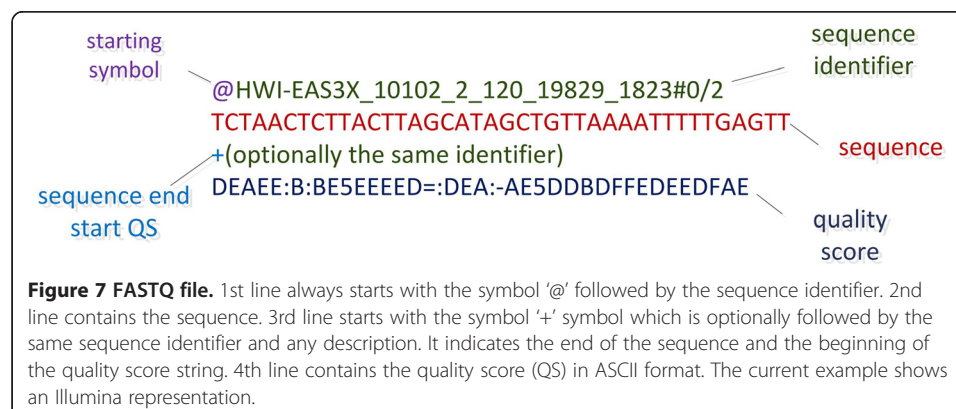 starting
symbol
sequence
identifier
@HWI-EAS3X_10102_2_120_19829_1823#0/2
TCTAACTCTTACTTAGCATAGCTGTTAAAATTTTTGAGTT
sequence
+(optionally the same identifier)
sequence end
start QS
DEAEE:B:BE5EEEED=:DEA:-AE5DDBDFFEDEEDFAE
quality
score
Figure 7 FASTQ file. 1st line always starts with the symbol ‘@’ followed by the sequence identifier. 2nd
line contains the sequence. 3rd line starts with the symbol ‘+’ symbol which is optionally followed by the
same sequence identifier and any description. It indicates the end of the sequence and the beginning of
the quality score string. 4th line contains the quality score (QS) in ASCII format. The current example shows
an Illumina representation.